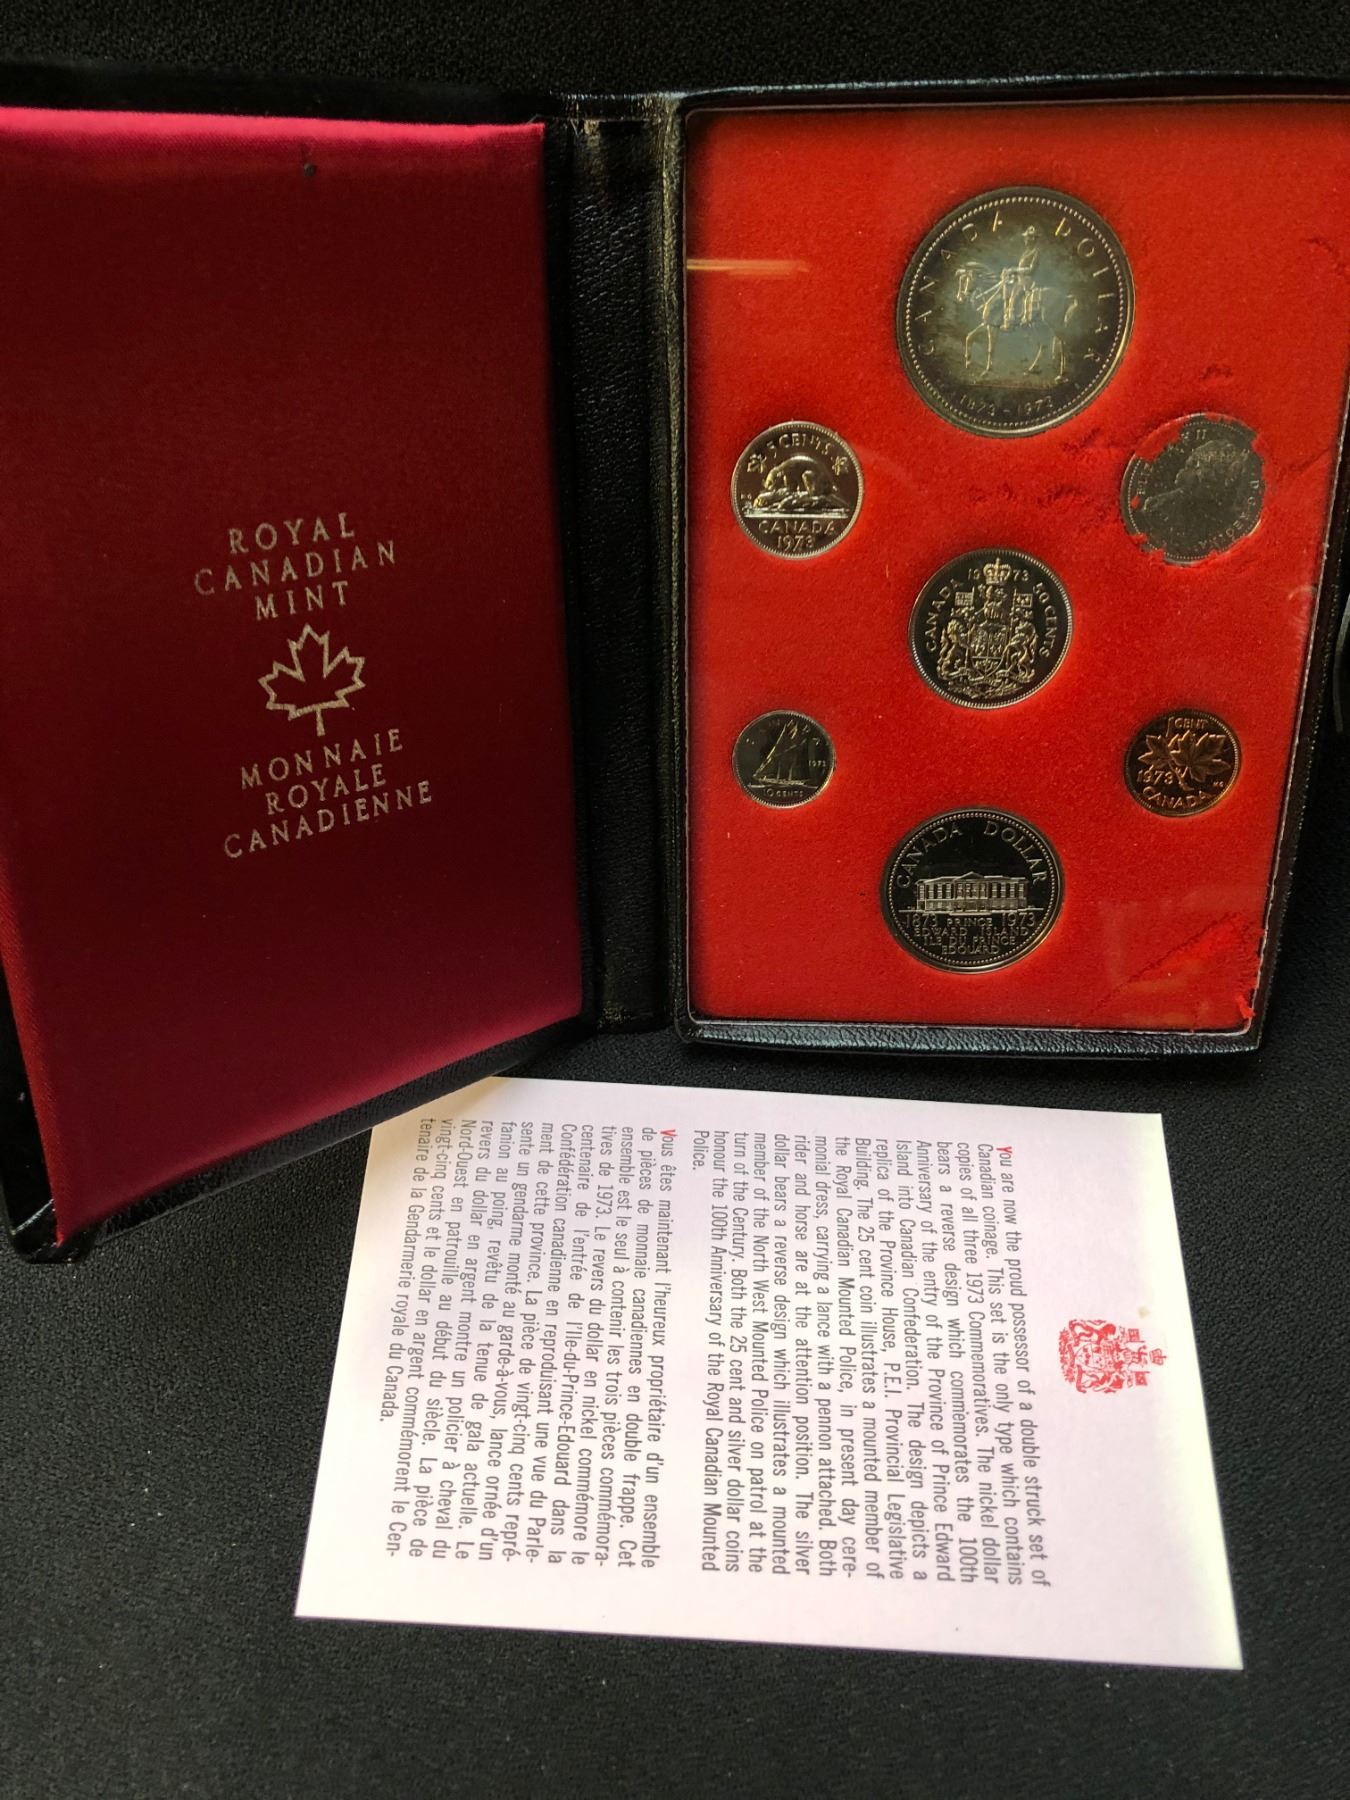 ROYAL
CANADIAN
MINT
MONNAIE
ROYALE
CANADIENNE
CANADA DOLLAR
1873-1973
5 CENTS
CANADA
1973
1973
CANADA 50 CENTS
10 CENTS
1 CENT
1973
CANADA
CANADA DOLLAR
1873 PRINCE 1973
EDWARD ISLAND
ILE DU PRINCE
EDOUARD
You are now the proud possessor of a double struck set of
Canadian coinage. This set is the only type which contains
copies of all three 1973 Commemoratives. The nickel dollar
bears a reverse design which commemorates the 100th
Anniversary of the entry of the Province of Prince Edward
Island into Canadian Confederation. The design depicts a
replica of the Province House, P.E.I. Provincial Legislative
Building. The 25 cent coin illustrates a mounted member of
the Royal Canadian Mounted Police, in present day cere-
monial dress, carrying a lance with a pennon attached. Both
rider and horse are at the attention position. The silver
dollar bears a reverse design which illustrates a mounted
member of the North West Mounted Police on patrol at the
turn of the Century. Both the 25 cent and silver dollar coins
honour the 100th Anniversary of the Royal Canadian Mounted
Police.
Vous êtes maintenant l'heureux propriétaire d'un ensemble
de pièces de monnaie canadiennes en double frappe. Cet
ensemble est le seul à contenir les trois pièces commémora-
tives de 1973. Le revers du dollar en nickel commémore le
centenaire de l'entrée de l'Ile-du-Prince-Edouard dans la
Confédération canadienne en reproduisant une vue du Parle-
ment de cette province. La pièce de vingt-cinq cents repré-
sente un gendarme monté au garde-à-vous, lance ornée d'un
fanion au poing, revêtu de la tenue de gala actuelle. Le
revers du dollar en argent montre un policier à cheval du
Nord-Ouest en patrouille au début du siècle. La pièce de
vingt-cinq cents et le dollar en argent commémorent le Cen-
tenaire de la Gendarmerie royale du Canada.